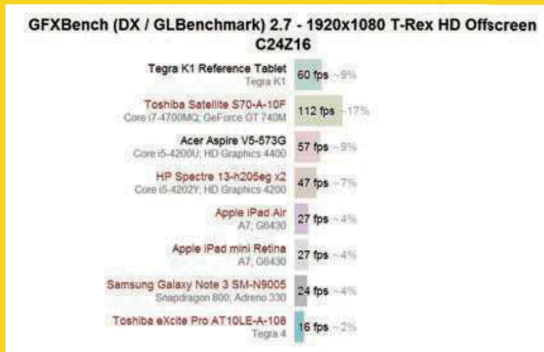 GFXBench (DX / GLBenchmark) 2.7 - 1920x1080 T-Rex HD Offscreen
C24Z16
Tegra K1 Reference Tablet
Tegra K1
60 fps ~9%
Toshiba Satellite S70-A-10F
Core i7-4700MQ; GeForce GT 740M
112 fps ~17%
Acer Aspire V5-573G
Core i5-4200U; HD Graphics 4400
57 fps ~9%
HP Spectre 13-h205eg x2
Core i5-4202Y; HD Graphics 4200
47 fps ~7%
Apple iPad Air
A7; G6430
27 fps ~4%
Apple iPad mini Retina
A7; G6430
27 fps ~4%
Samsung Galaxy Note 3 SM-N9005
Snapdragon 800; Adreno 330
24 fps ~4%
Toshiba eXcite Pro AT10LE-A-108
Tegra 4
16 fps ~2%